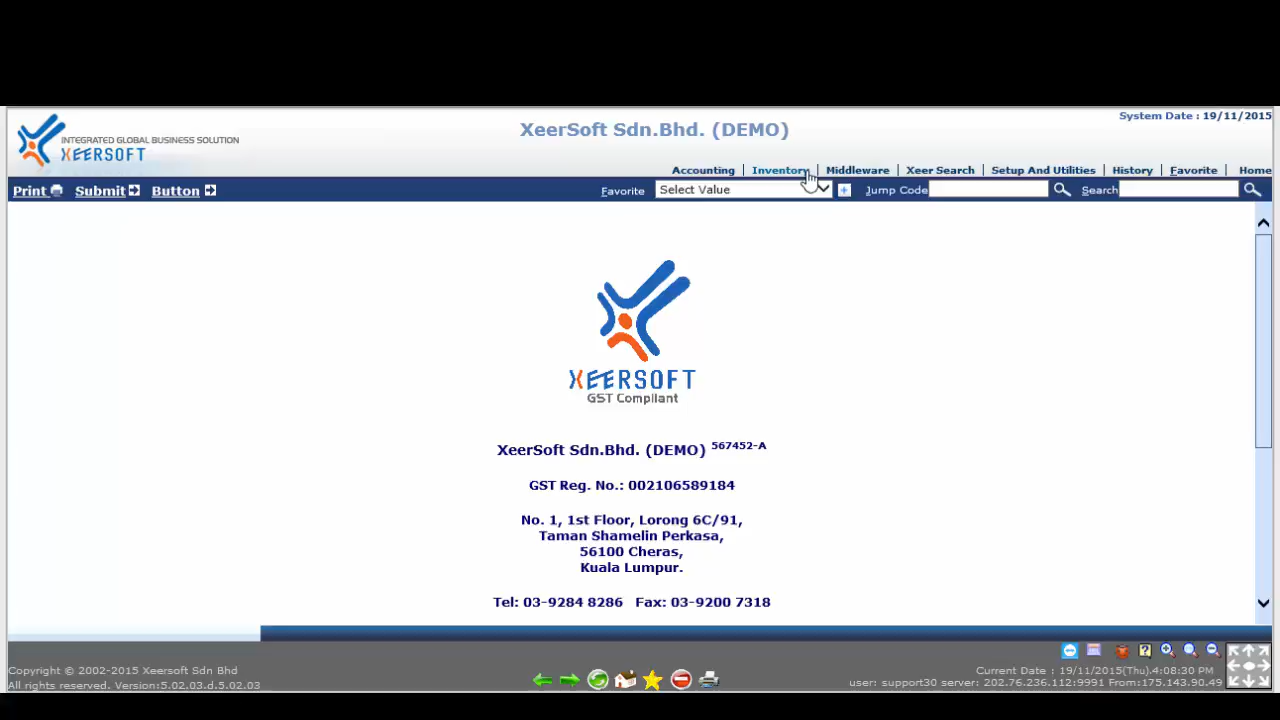 System Date : 19/11/2015
XeerSoft Sdn.Bhd. (DEMO)
INTEGRATED GLOBAL BUSINESS SOLUTION
XEERSOFT
Accounting | Inventory | Middleware | Xeer Search | Setup And Utilities | History | Favorite | Home
Print Submit Button Favorite Select Value Jump Code Search
XEERSOFT
GST Compliant
XeerSoft Sdn.Bhd. (DEMO) 567452-A
GST Reg. No.: 002106589184
No. 1, 1st Floor, Lorong 6C/91,
Taman Shamelin Perkasa,
56100 Cheras,
Kuala Lumpur.
Tel: 03-9284 8286 Fax: 03-9200 7318
Copyright © 2002-2015 Xeersoft Sdn Bhd
All rights reserved. Version:5.02.03.d.5.02.03
Current Date : 19/11/2015(Thu).4:08:30 PM
user: support30 server: 202.76.236.112:9991 From:175.143.90.49